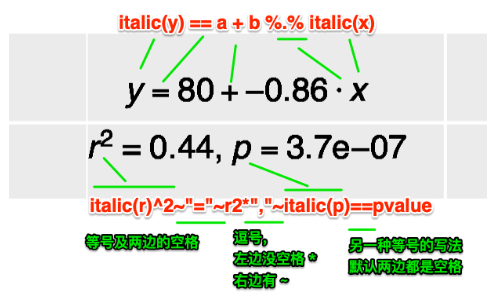 italic(y) == a + b %.% italic(x)
y = 80 + −0.86 · x
r² = 0.44, p = 3.7e−07
italic(r)^2~"="~r2*","~italic(p)==pvalue
等号及两边的空格
逗号,
左边没空格 *
右边有 ~
另一种等号的写法
默认两边都是空格